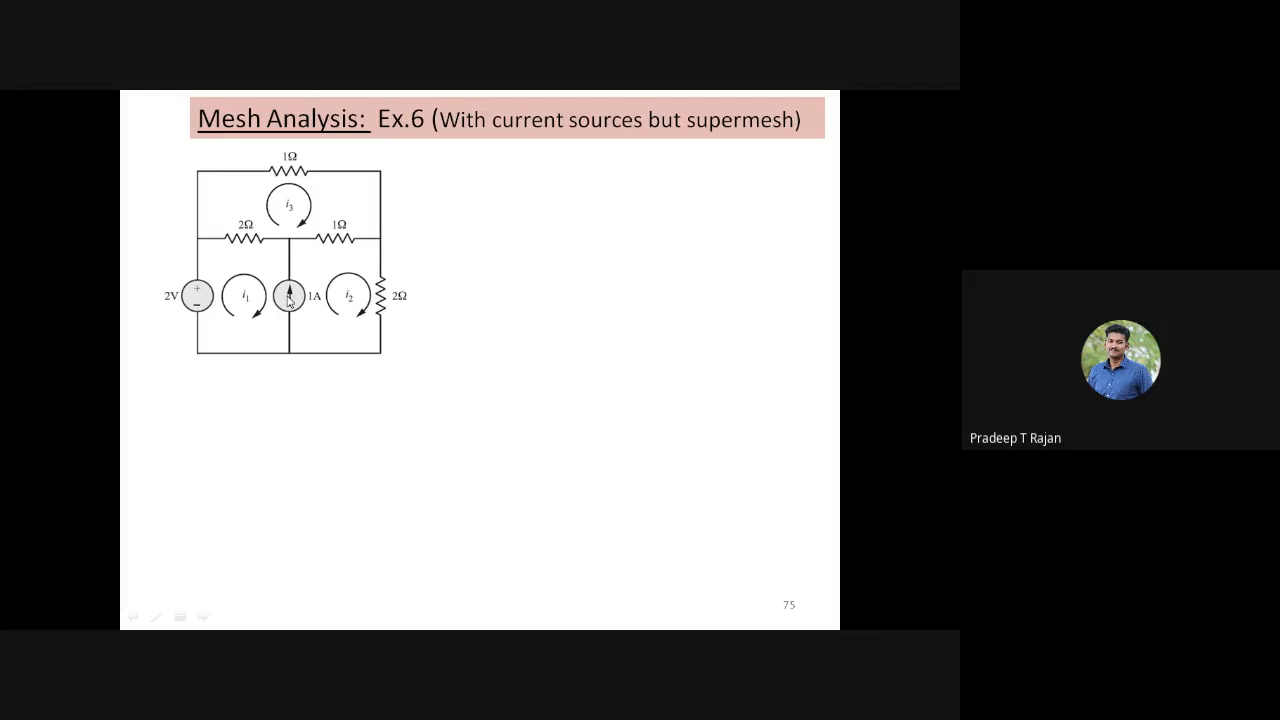 Mesh Analysis: Ex.6 (With current sources but supermesh)
1Ω
i3
2Ω 1Ω
2V + − i1 1A i2 2Ω
Pradeep T Rajan
75